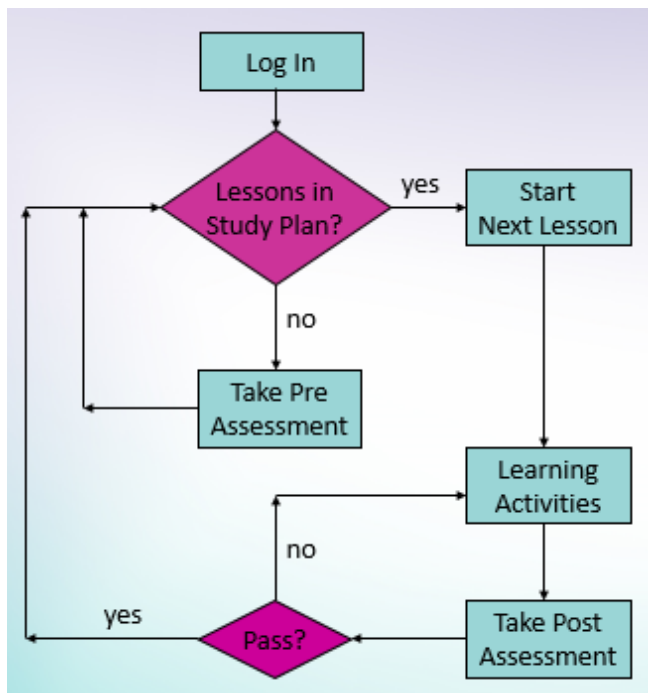 Log In
Lessons in
Study Plan?
yes
Start
Next Lesson
no
Take Pre
Assessment
Learning
Activities
no
yes
Pass?
Take Post
Assessment